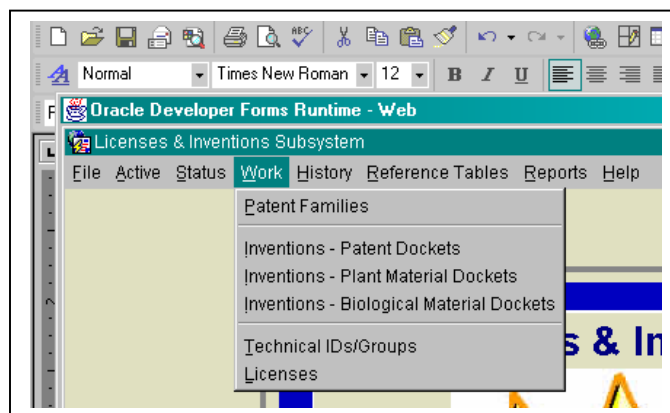 ABC
Normal Times New Roman 12 B I U
Oracle Developer Forms Runtime - Web
Licenses & Inventions Subsystem
File Active Status Work History Reference Tables Reports Help
Patent Families
Inventions - Patent Dockets
Inventions - Plant Material Dockets
Inventions - Biological Material Dockets
s & In
Technical IDs/Groups
Licenses